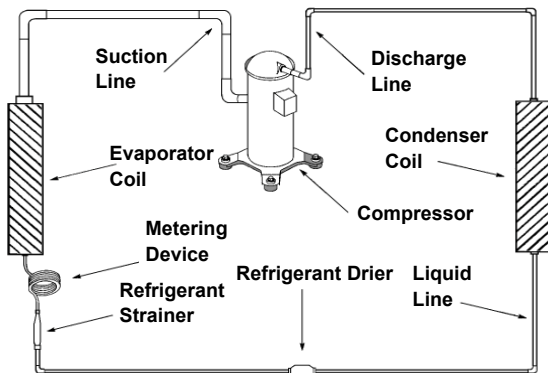 Suction
Line
Discharge
Line
Evaporator
Coil
Condenser
Coil
Compressor
Metering
Device
Refrigerant Drier
Liquid
Line
Refrigerant
Strainer